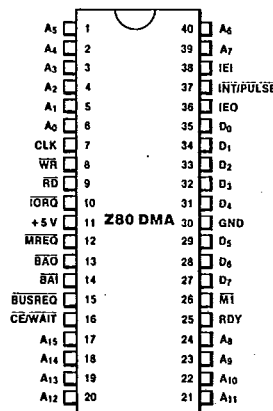 A5 1 40 A6
A4 2 39 A7
A3 3 38 IEI
A2 4 37 INT/PULSE
A1 5 36 IEO
A0 6 35 D0
CLK 7 34 D1
WR 8 33 D2
RD 9 32 D3
IORQ 10 31 D4
+5 V 11 Z80 DMA 30 GND
MREQ 12 29 D5
BAO 13 28 D6
BAI 14 27 D7
BUSREQ 15 26 M1
CE/WAIT 16 25 RDY
A15 17 24 A8
A14 18 23 A9
A13 19 22 A10
A12 20 21 A11